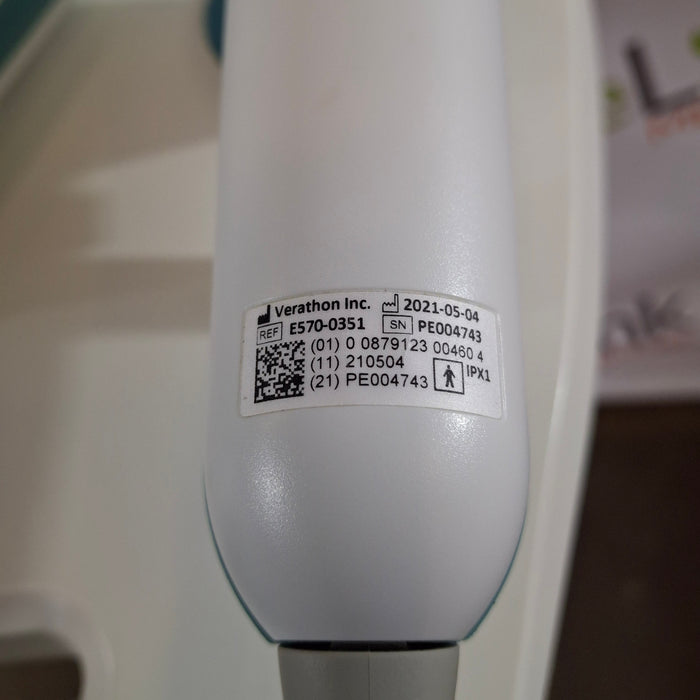 Verathon Inc. 2021-05-04
REF E570-0351 SN PE004743
(01) 0 0879123 00460 4
(11) 210504
(21) PE004743 IPX1